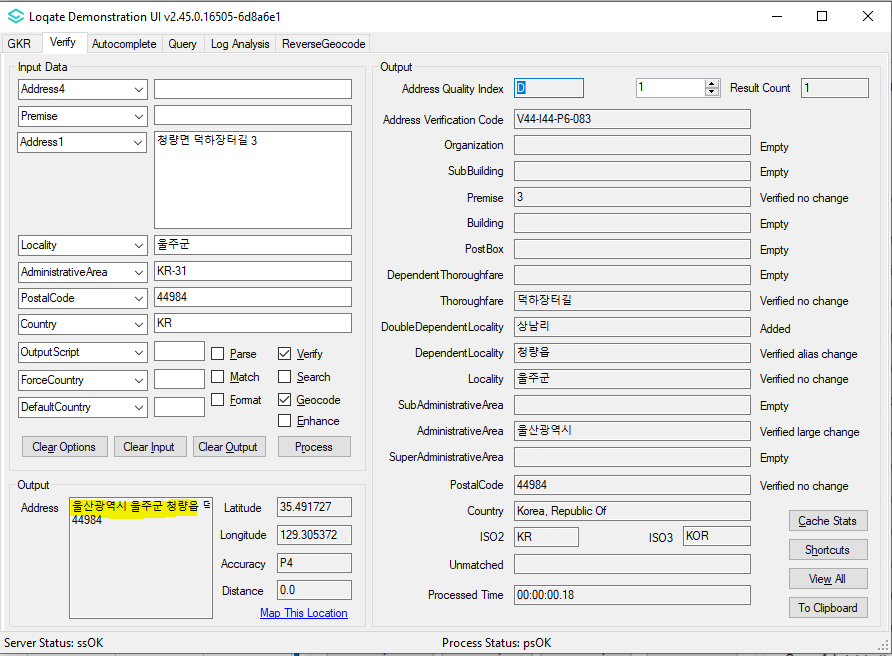 Loqate Demonstration UI v2.45.0.16505-6d8a6e1
GKR Verify Autocomplete Query Log Analysis ReverseGeocode
Input Data
Address4
Premise
Address1 청량면 덕하장터길 3
Locality 울주군
AdministrativeArea KR-31
PostalCode 44984
Country KR
OutputScript Parse Verify
ForceCountry Match Search
DefaultCountry Format Geocode
Enhance
Clear Options Clear Input Clear Output Process
Output
Address 울산광역시 울주군 청량읍
44984
Latitude 35.491727
Longitude 129.305372
Accuracy P4
Distance 0.0
Map This Location
Output
Address Quality Index D 1 Result Count 1
Address Verification Code V44-I44-P6-083
Organization Empty
SubBuilding Empty
Premise 3 Verified no change
Building Empty
PostBox Empty
DependentThoroughfare Empty
Thoroughfare 덕하장터길 Verified no change
DoubleDependentLocality 상남리 Added
DependentLocality 청량읍 Verified alias change
Locality 울주군 Verified no change
SubAdministrativeArea Empty
AdministrativeArea 울산광역시 Verified large change
SuperAdministrativeArea Empty
PostalCode 44984 Verified no change
Country Korea, Republic Of
ISO2 KR ISO3 KOR
Unmatched
Processed Time 00:00:00.18
Cache Stats
Shortcuts
View All
To Clipboard
Server Status: ssOK Process Status: psOK